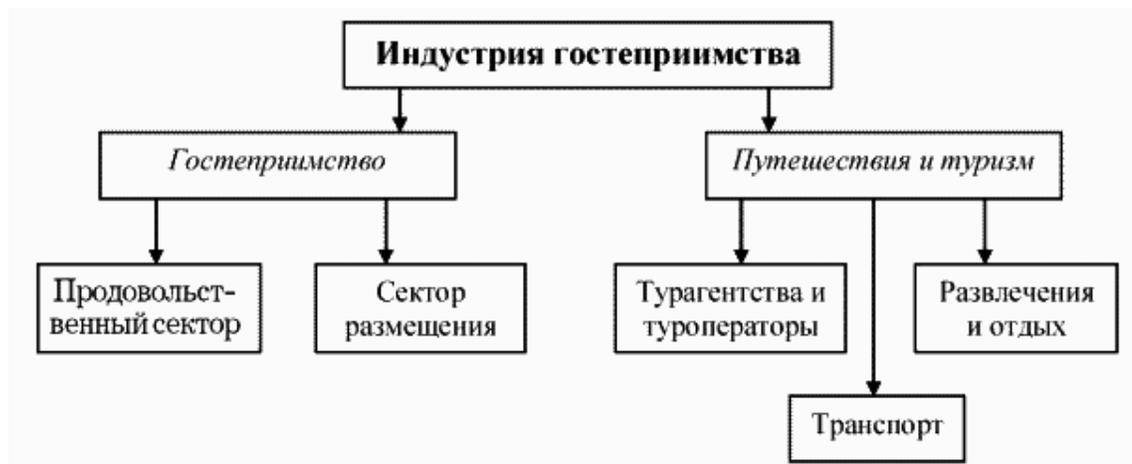 Индустрия гостеприимства
Гостеприимство
Путешествия и туризм
Продовольст-
венный сектор
Сектор
размещения
Турагентства и
туроператоры
Развлечения
и отдых
Транспорт